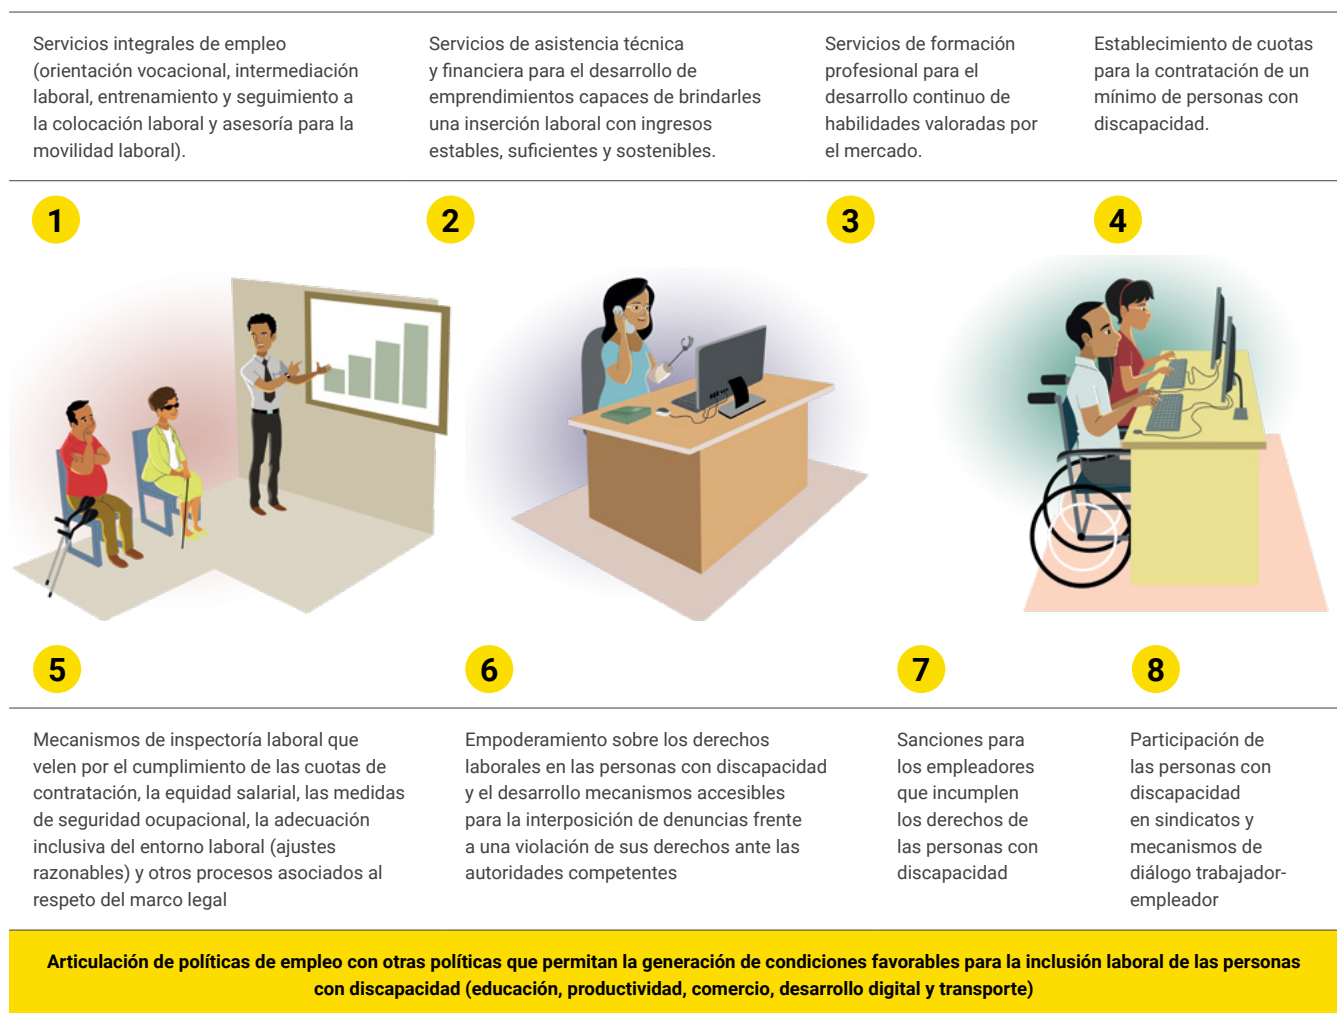 Servicios integrales de empleo
(orientación vocacional, intermediación
laboral, entrenamiento y seguimiento a
la colocación laboral y asesoría para la
movilidad laboral).
Servicios de asistencia técnica
y financiera para el desarrollo de
emprendimientos capaces de brindarles
una inserción laboral con ingresos
estables, suficientes y sostenibles.
Servicios de formación
profesional para el
desarrollo continuo de
habilidades valoradas por
el mercado.
Establecimiento de cuotas
para la contratación de un
mínimo de personas con
discapacidad.
1
2
3
4
5
6
7
8
Mecanismos de inspectoría laboral que
velen por el cumplimiento de las cuotas de
contratación, la equidad salarial, las medidas
de seguridad ocupacional, la adecuación
inclusiva del entorno laboral (ajustes
razonables) y otros procesos asociados al
respeto del marco legal
Empoderamiento sobre los derechos
laborales en las personas con discapacidad
y el desarrollo mecanismos accesibles
para la interposición de denuncias frente
a una violación de sus derechos ante las
autoridades competentes
Sanciones para
los empleadores
que incumplen
los derechos de
las personas con
discapacidad
Participación de
las personas con
discapacidad
en sindicatos y
mecanismos de
diálogo trabajador-
empleador
Articulación de políticas de empleo con otras políticas que permitan la generación de condiciones favorables para la inclusión laboral de las personas
con discapacidad (educación, productividad, comercio, desarrollo digital y transporte)